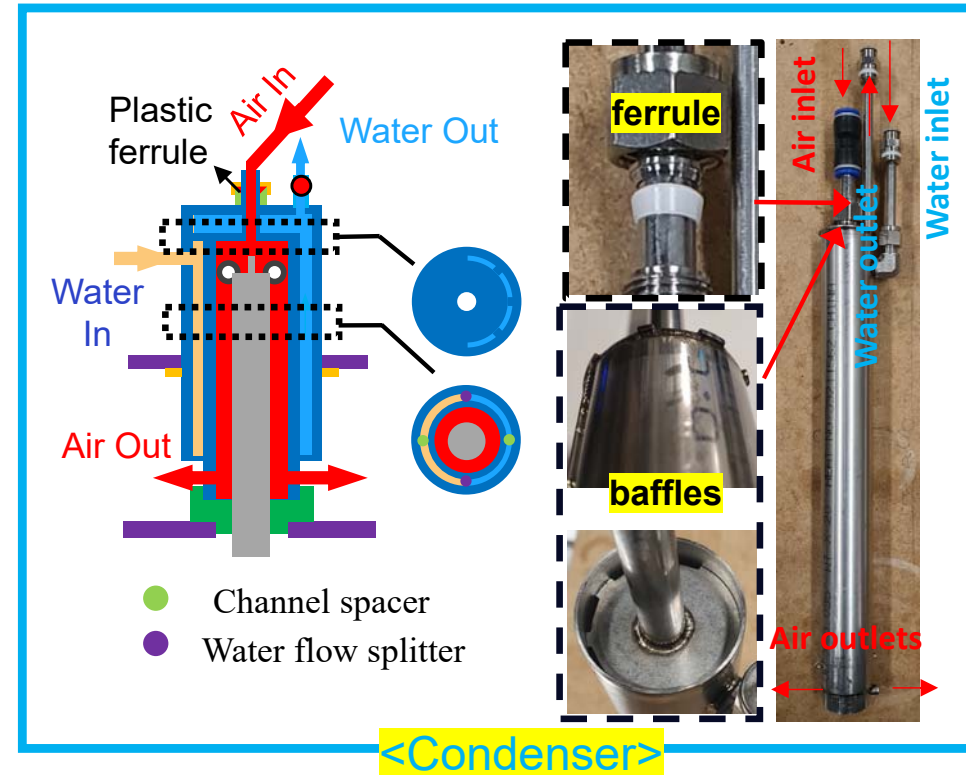 Air In
Plastic
ferrule
Water Out
Water
In
Air Out
Channel spacer
Water flow splitter
ferrule
baffles
Air inlet
Water outlet
Water inlet
Air outlets
<Condenser>